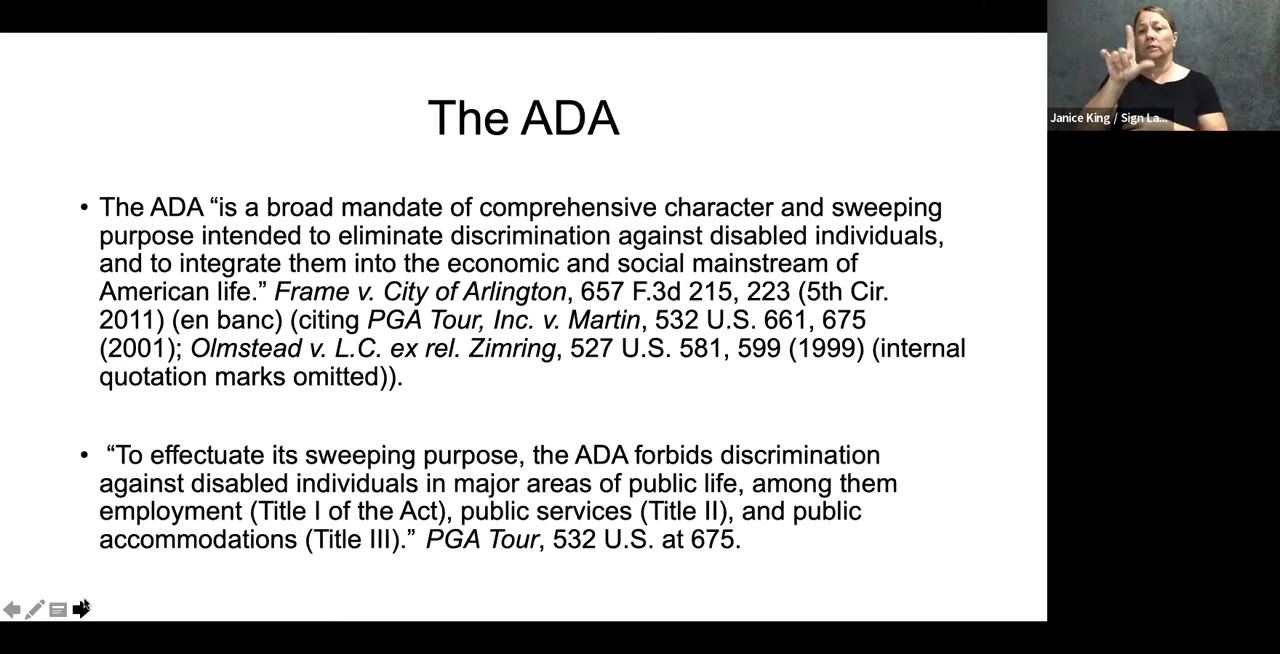 The ADA
• The ADA “is a broad mandate of comprehensive character and sweeping
purpose intended to eliminate discrimination against disabled individuals,
and to integrate them into the economic and social mainstream of
American life.” Frame v. City of Arlington, 657 F.3d 215, 223 (5th Cir.
2011) (en banc) (citing PGA Tour, Inc. v. Martin, 532 U.S. 661, 675
(2001); Olmstead v. L.C. ex rel. Zimring, 527 U.S. 581, 599 (1999) (internal
quotation marks omitted)).
• “To effectuate its sweeping purpose, the ADA forbids discrimination
against disabled individuals in major areas of public life, among them
employment (Title I of the Act), public services (Title II), and public
accommodations (Title III).” PGA Tour, 532 U.S. at 675.
Janice King / Sign La...